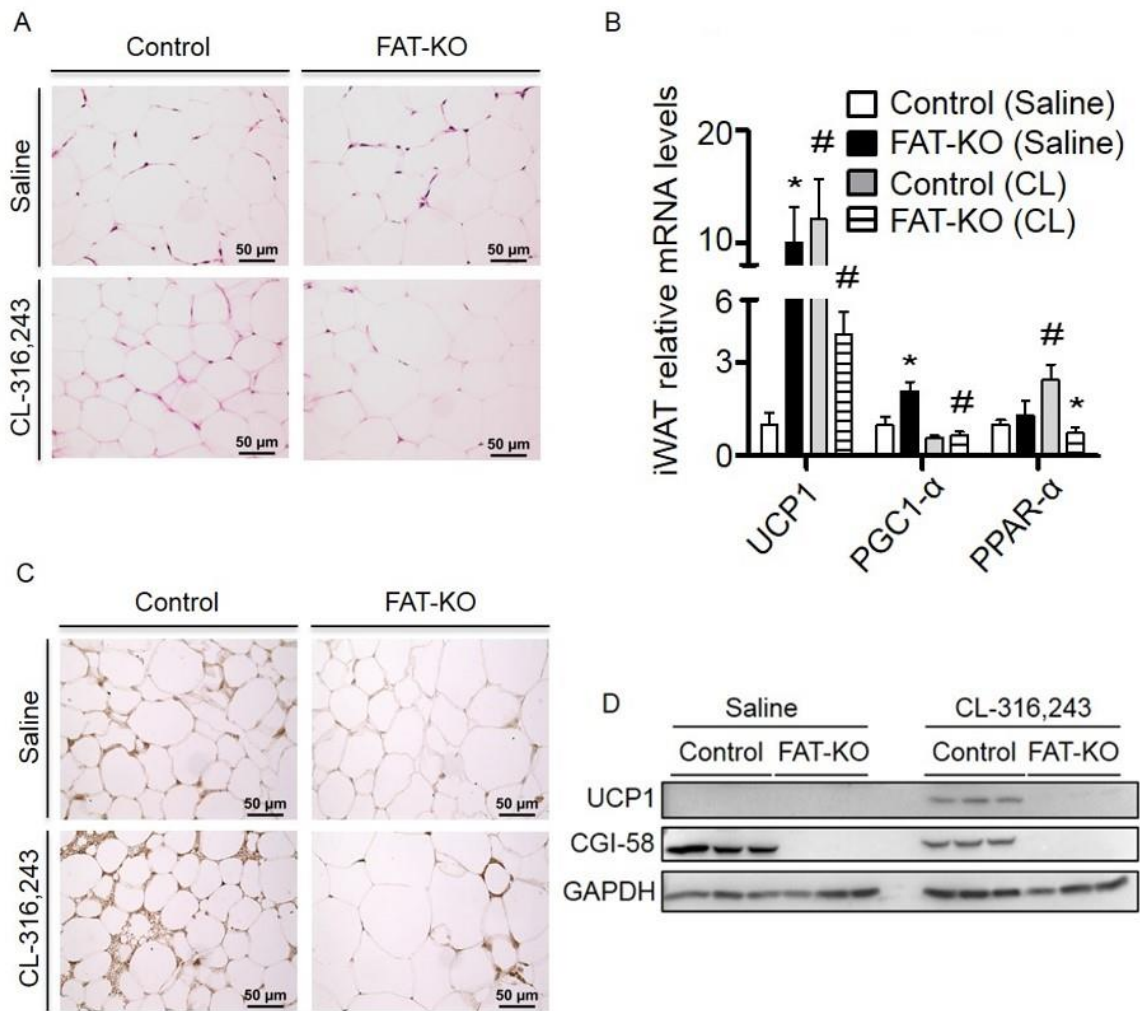 A
Control
FAT-KO
Saline
50 µm
50 µm
CL-316,243
50 µm
50 µm
B
iWAT relative mRNA levels
20
10
6
3
0
*
#
#
*
#
#
*
Control (Saline)
FAT-KO (Saline)
Control (CL)
FAT-KO (CL)
UCP1
PGC1-α
PPAR-α
C
Control
FAT-KO
Saline
50 µm
50 µm
CL-316,243
50 µm
50 µm
D
Saline
CL-316,243
Control FAT-KO
Control FAT-KO
UCP1
CGI-58
GAPDH